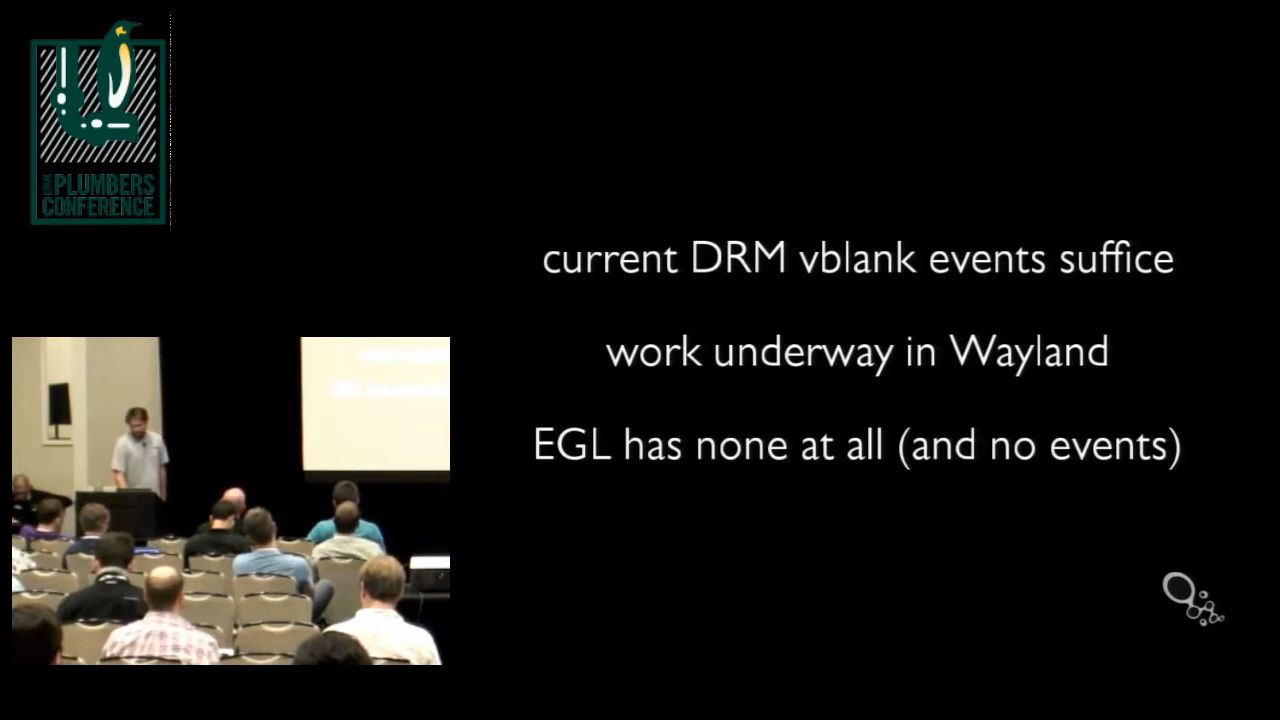 LINUX PLUMBERS
CONFERENCE
current DRM vblank events suffice
work underway in Wayland
EGL has none at all (and no events)